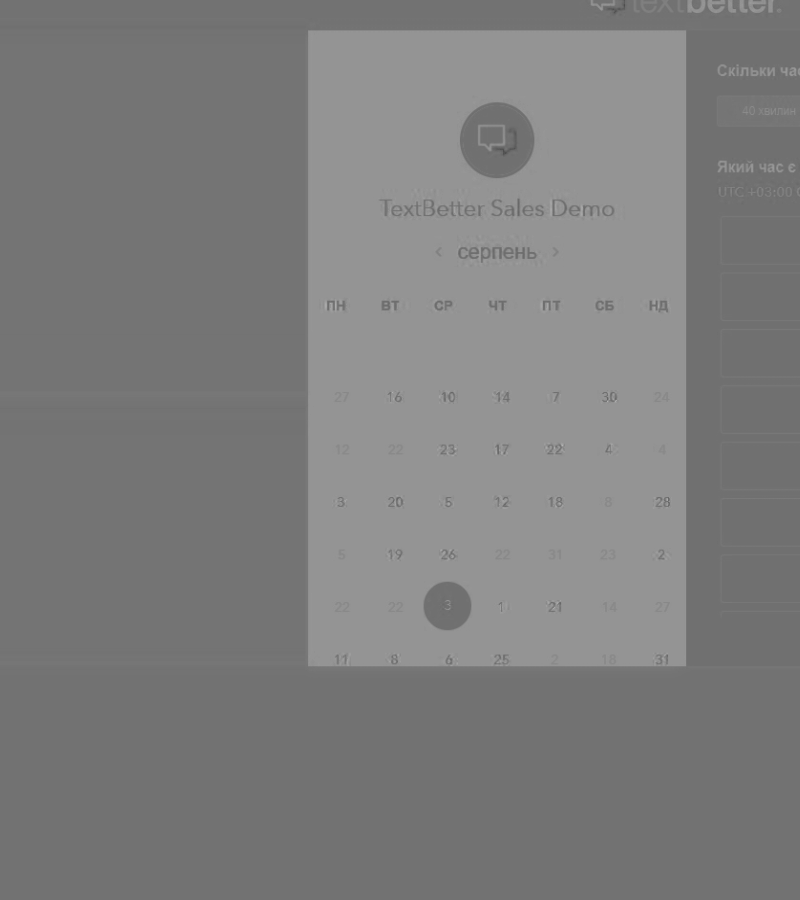 textbetter.
TextBetter Sales Demo
‹ серпень ›
ПН ВТ СР ЧТ ПТ СБ НД
27 16 10 14 7 30 24
12 22 23 17 22 4 4
3 20 5 12 18 8 28
5 19 26 22 31 23 2
22 22 3 1 21 14 27
11 8 6 25 2 18 31
Скільки час
40 хвилин
Який час є
UTC +03:00